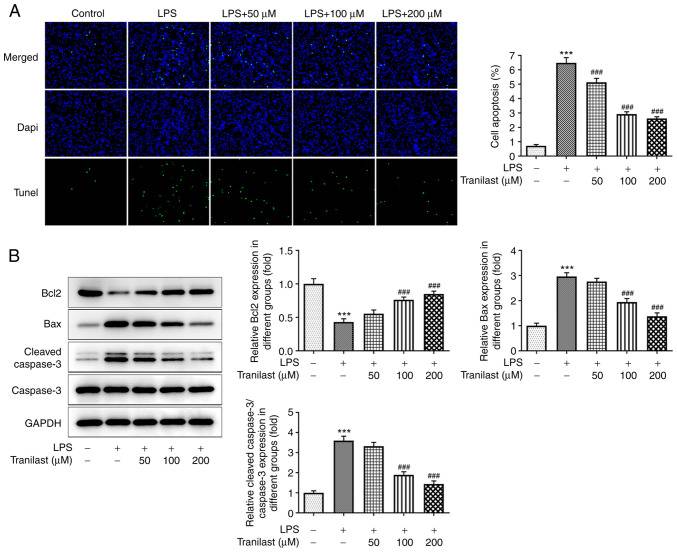 A
Control LPS LPS+50 μM LPS+100 μM LPS+200 μM
Merged
Dapi
Tunel
Cell apoptosis (%)
8
7
6
5
4
3
2
1
0
***
###
###
###
LPS – + + + +
Tranilast (μM) – – 50 100 200
B
Bcl2
Bax
Cleaved
caspase-3
Caspase-3
GAPDH
LPS – + + + +
Tranilast (μM) – – 50 100 200
Relative Bcl2 expression in
different groups (fold)
1.5
1.0
0.5
0.0
***
###
###
LPS – + + + +
Tranilast (μM) – – 50 100 200
Relative Bax expression in
different groups (fold)
4
3
2
1
0
***
###
###
LPS – + + + +
Tranilast (μM) – – 50 100 200
Relative cleaved caspase-3/
caspase-3 expression in
different groups (fold)
5
4
3
2
1
0
***
###
###
LPS – + + + +
Tranilast (μM) – – 50 100 200